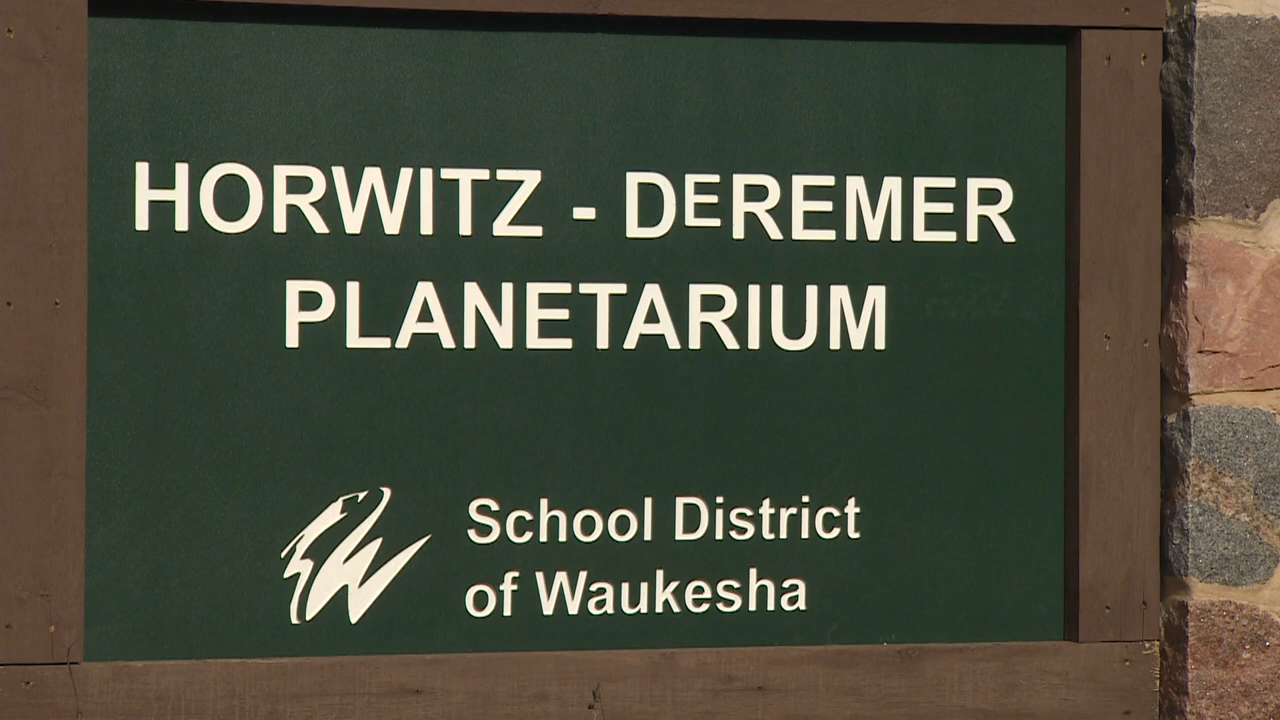 HORWITZ - DEREMER
PLANETARIUM
School District
of Waukesha